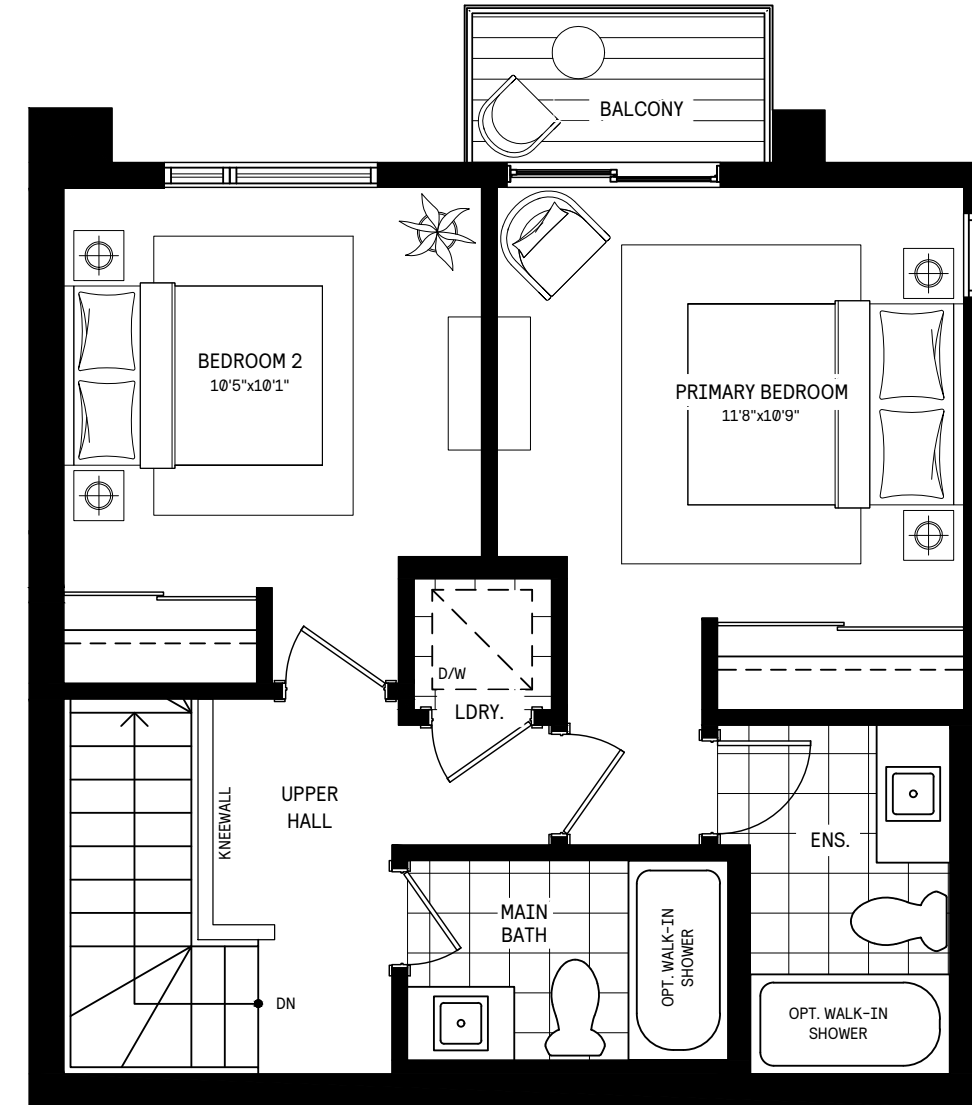 BALCONY
BEDROOM 2
10'5"x10'1"
PRIMARY BEDROOM
11'8"x10'9"
D/W
LDRY.
UPPER
HALL
KNEEWALL
ENS.
MAIN
BATH
OPT. WALK-IN
SHOWER
DN
OPT. WALK-IN
SHOWER